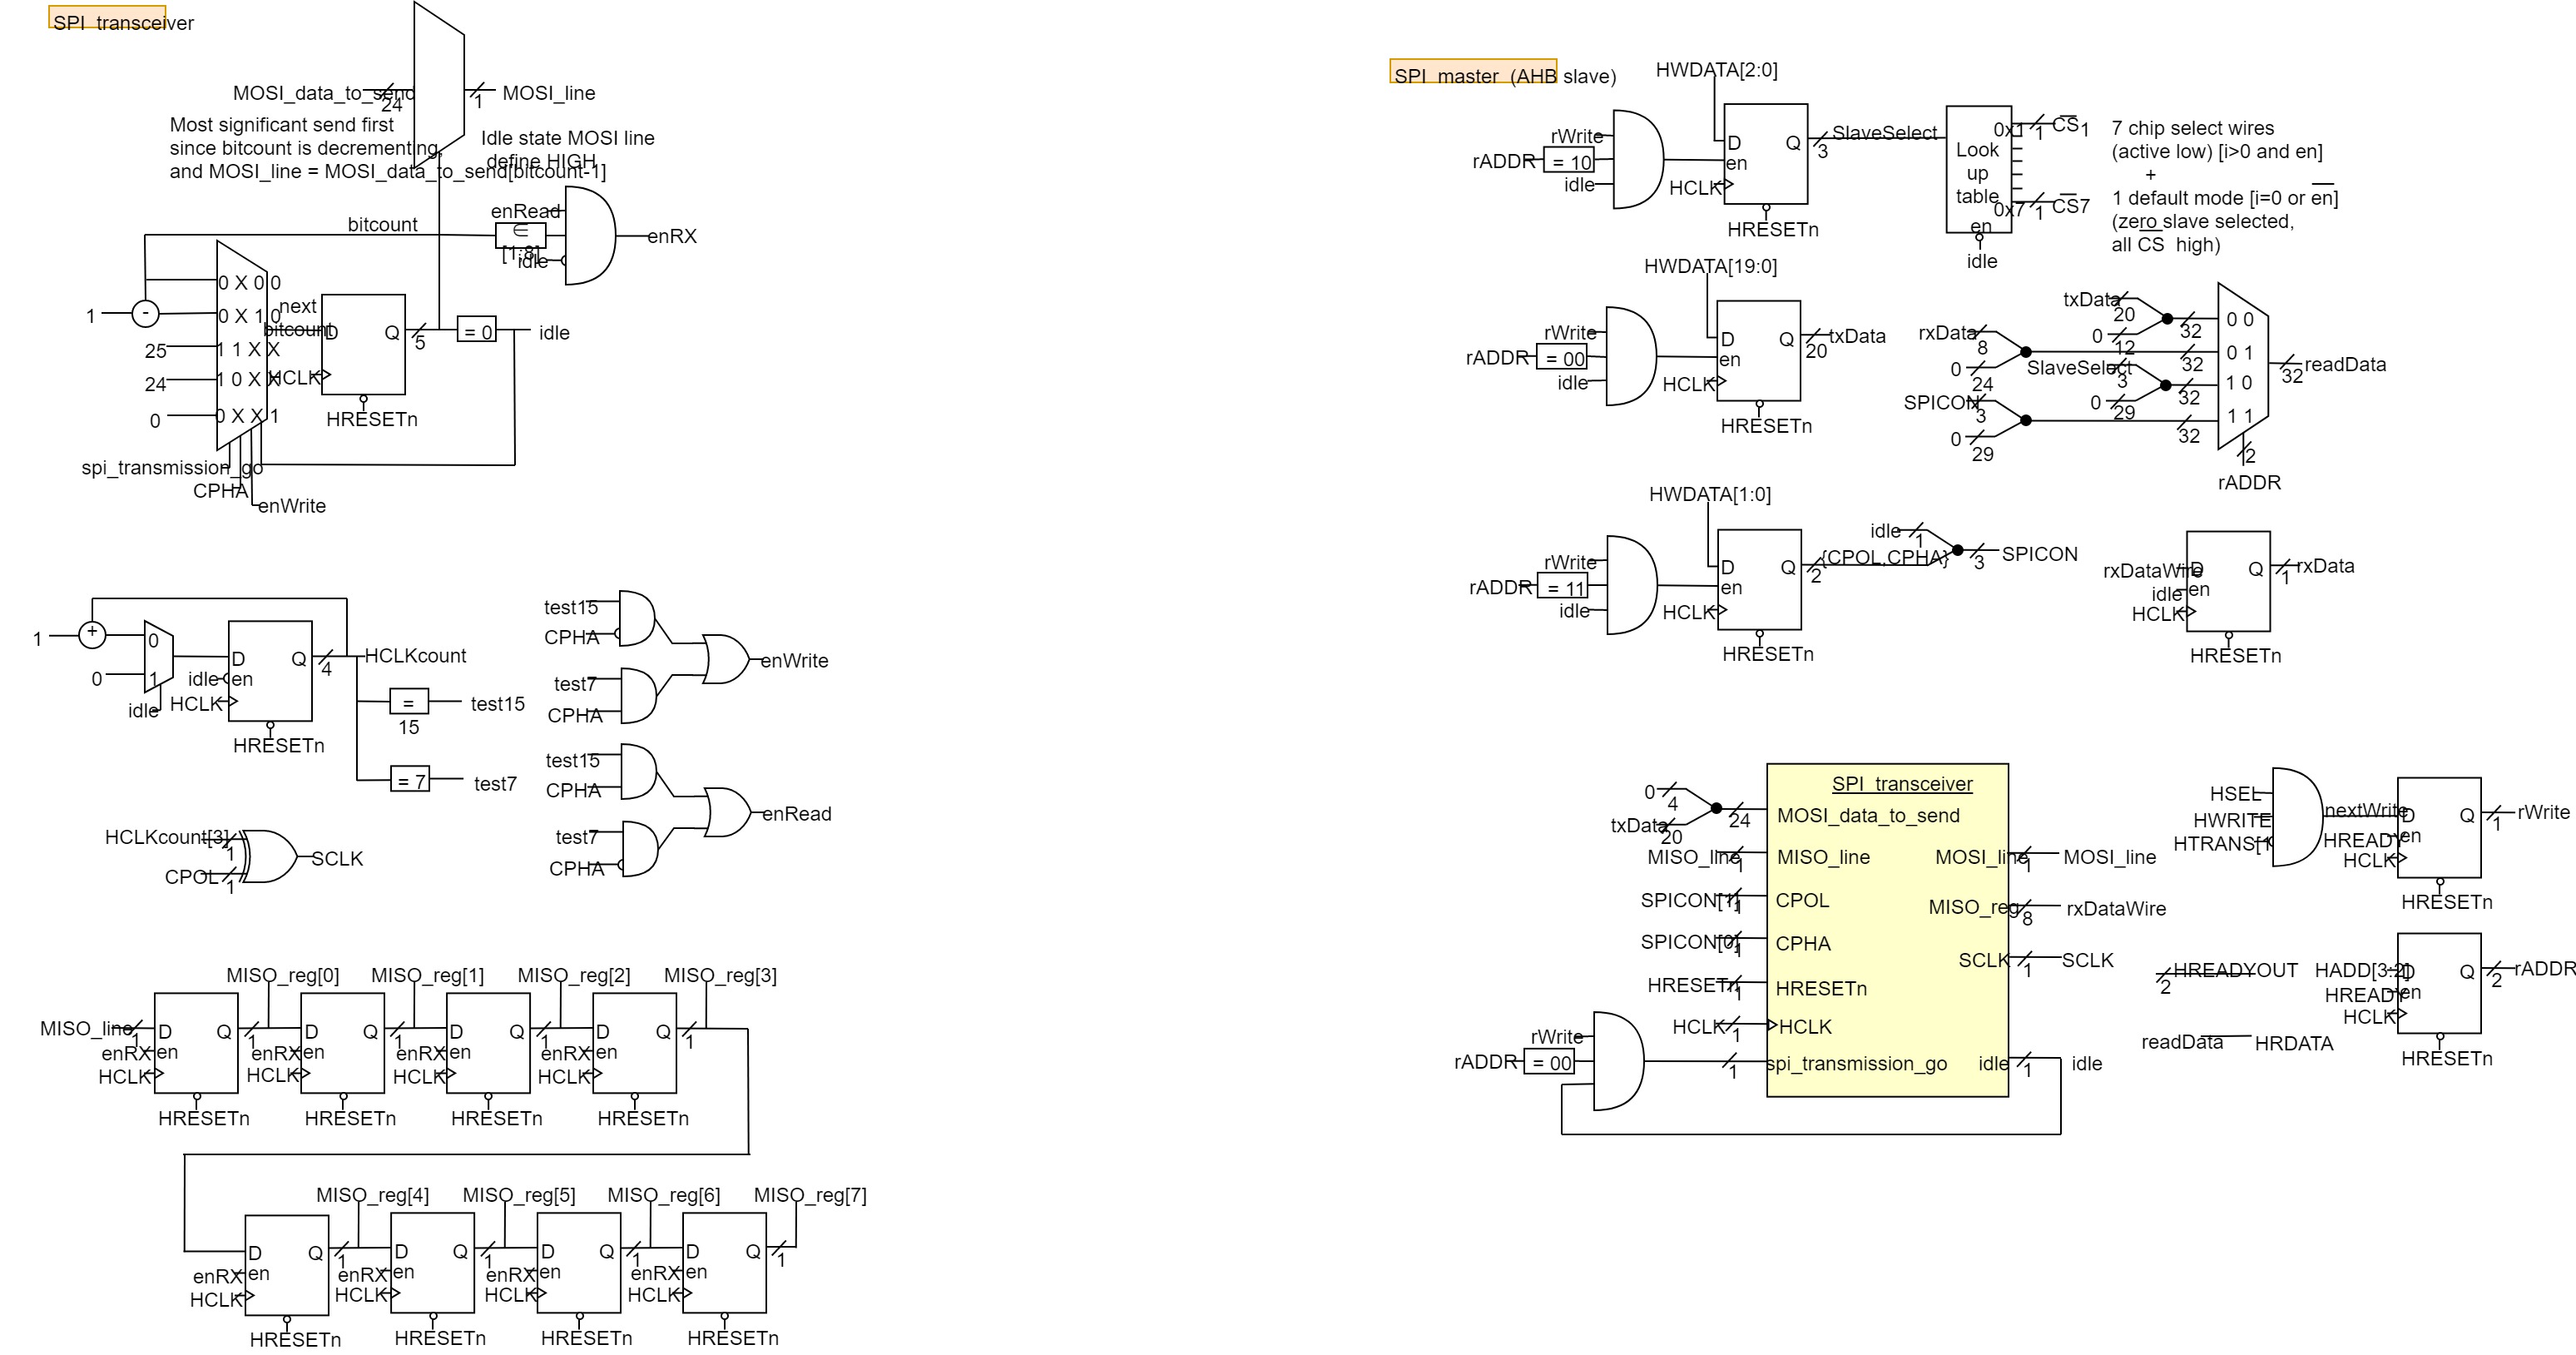 SPI transceiver
MOSI_data_to_send
24
1
MOSI_line
Most significant send first
since bitcount is decrementing,
and MOSI_line = MOSI_data_to_send[bitcount-1]
Idle state MOSI line
define HIGH
bitcount
enRead
∈
[1:8]
idle
enRX
0 X 0 0
1
-
0 X 1 0
next
bitcount
25
1 1 X X
24
1 0 X X
0
0 X X 1
D
Q
HCLK
HRESETn
5
= 0
idle
spi_transmission_go
CPHA
enWrite
1
+
0
0
1
idle
D
Q
idle
en
HCLK
HRESETn
4
HCLKcount
=
15
test15
= 7
test7
test15
CPHA
test7
CPHA
enWrite
test15
CPHA
test7
CPHA
enRead
HCLKcount[3]
1
CPOL
1
SCLK
MISO_reg[0]
MISO_reg[1]
MISO_reg[2]
MISO_reg[3]
MISO_line
1
D
Q
1
D
Q
1
D
Q
1
D
Q
1
enRX
en
enRX
en
enRX
en
enRX
en
HCLK
HCLK
HCLK
HCLK
HRESETn
HRESETn
HRESETn
HRESETn
MISO_reg[4]
MISO_reg[5]
MISO_reg[6]
MISO_reg[7]
D
Q
1
D
Q
1
D
Q
1
D
Q
1
enRX
en
enRX
en
enRX
en
enRX
en
HCLK
HCLK
HCLK
HCLK
HRESETn
HRESETn
HRESETn
HRESETn
SPI master (AHB slave)
HWDATA[2:0]
rWrite
rADDR
= 10
idle
D
Q
en
HCLK
HRESETn
3
SlaveSelect
Look
up
table
en
idle
0x1
1
CS1
0x7
1
CS7
7 chip select wires
(active low) [i>0 and en]
+
1 default mode [i=0 or en]
(zero slave selected,
all CS high)
HWDATA[19:0]
rWrite
rADDR
= 00
idle
D
Q
en
HCLK
HRESETn
20
txData
txData
20
0
12
32
0 0
rxData
8
0
24
32
0 1
SlaveSelect
3
0
29
32
1 0
SPICON
3
0
29
32
1 1
32
readData
2
rADDR
HWDATA[1:0]
rWrite
rADDR
= 11
idle
D
Q
en
HCLK
HRESETn
2
{CPOL,CPHA}
idle
1
3
SPICON
rxDataWire
D
Q
idle
en
HCLK
HRESETn
1
rxData
SPI transceiver
0
4
txData
20
24
MOSI_data_to_send
MISO_line
1
MISO_line
SPICON[1]
1
CPOL
SPICON[0]
1
CPHA
HRESETn
1
HRESETn
HCLK
1
HCLK
rWrite
rADDR
= 00
1
spi_transmission_go
MOSI_line
1
MOSI_line
MISO_reg
8
rxDataWire
SCLK
1
SCLK
idle
1
idle
HSEL
HWRITE
HTRANS[1
nextWrite
D
Q
HREADY
en
HCLK
HRESETn
1
rWrite
2
HREADYOUT
HADD[3:2]
D
Q
HREADY
en
HCLK
HRESETn
2
rADDR
readData
HRDATA